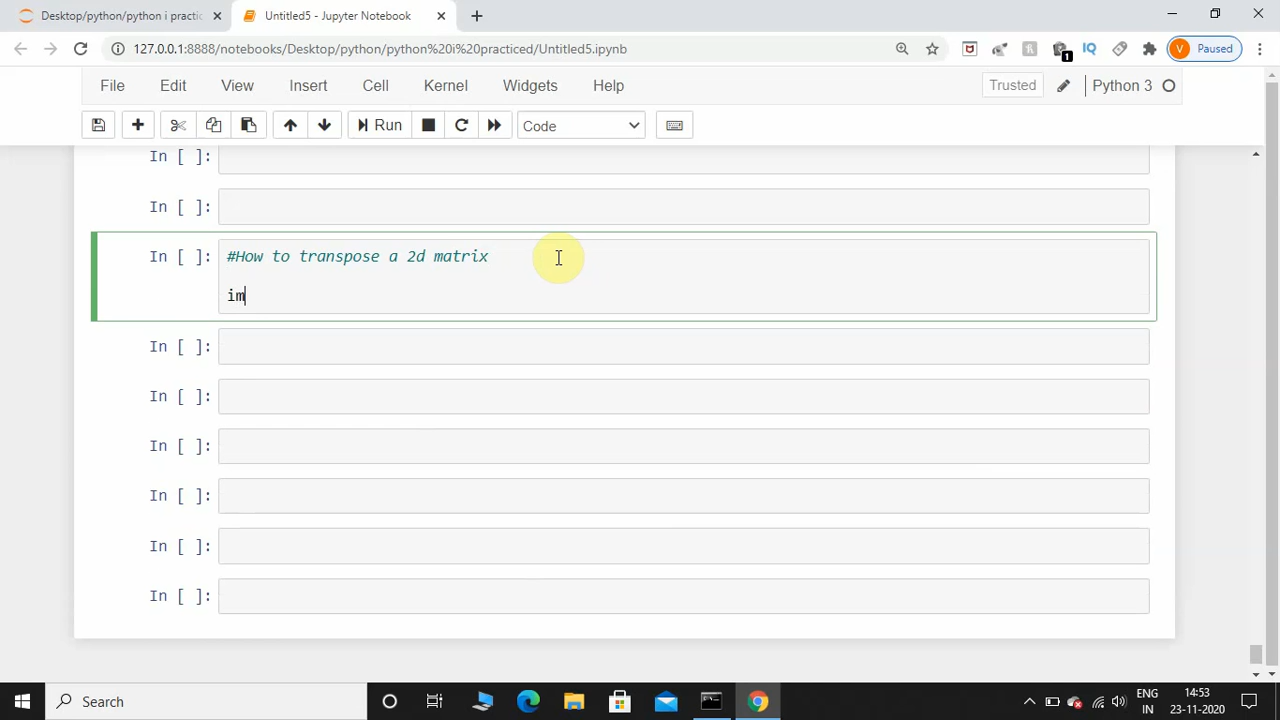 Desktop/python/python i practic
Untitled5 - Jupyter Notebook
127.0.0.1:8888/notebooks/Desktop/python/python%20i%20practiced/Untitled5.ipynb
IQ
1
V
Paused
File
Edit
View
Insert
Cell
Kernel
Widgets
Help
Trusted
Python 3
Run
Code
In [ ]:
In [ ]:
In [ ]:
#How to transpose a 2d matrix
im
In [ ]:
In [ ]:
In [ ]:
In [ ]:
In [ ]:
In [ ]:
Search
ENG
IN
14:53
23-11-2020